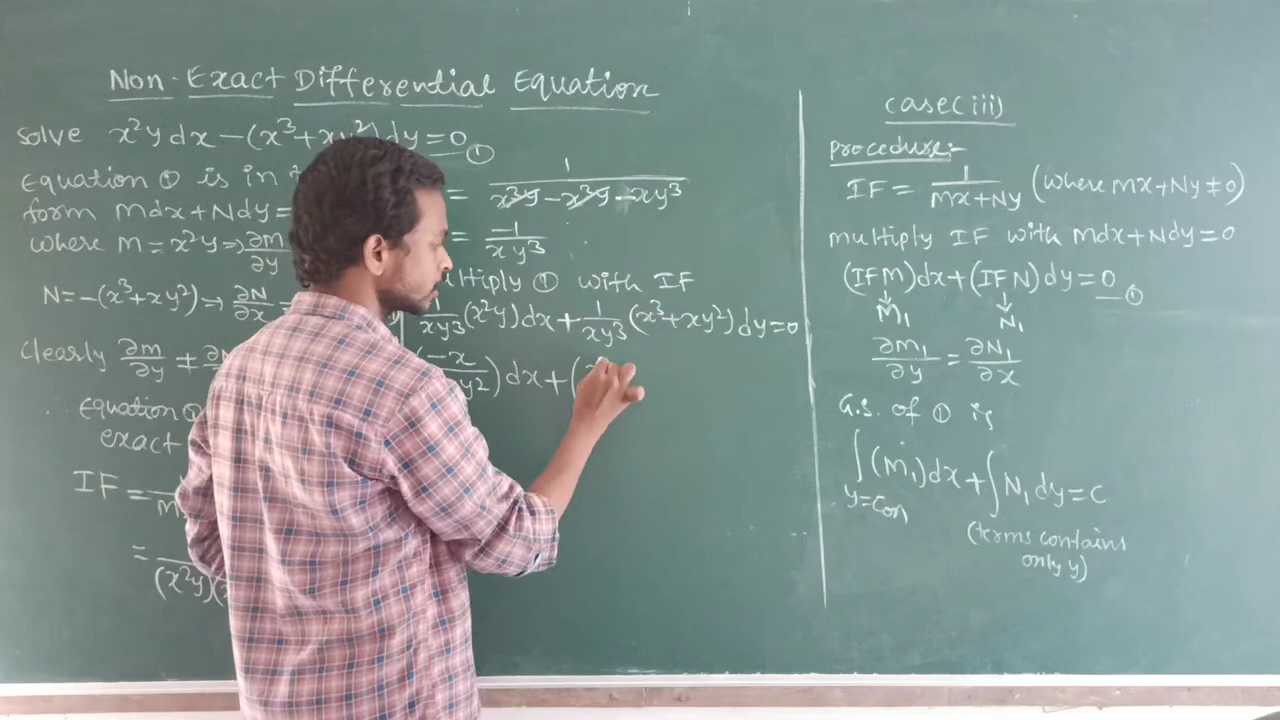 Non-Exact Differential Equation
solve x²y dx - (x³+xy²) dy = 0 ①
Equation ① is in
form Mdx+Ndy=
where M = x²y ⇒ ∂M/∂y
N = -(x³+xy²) ⇒ ∂N/∂x =
Clearly ∂M/∂y ≠
Equation ①
exact
IF =
= /(x²y)(x
= 1/(x³y - x³y - xy³)
= -1/xy³
multiply ① with IF
1/xy³ (x²y)dx + 1/xy³ (x³+xy²) dy = 0
(-x/y²) dx + (
case(iii)
Procedure:-
IF = 1/(Mx+Ny) (where Mx+Ny ≠ 0)
multiply IF with Mdx+Ndy=0
(IFM)dx+(IFN)dy=0 ①
↓ ↓
M₁ N₁
∂M₁/∂y = ∂N₁/∂x
G.S. of ① is
∫(M₁)dx + ∫N₁dy = C
y=con
(terms contains
only y)